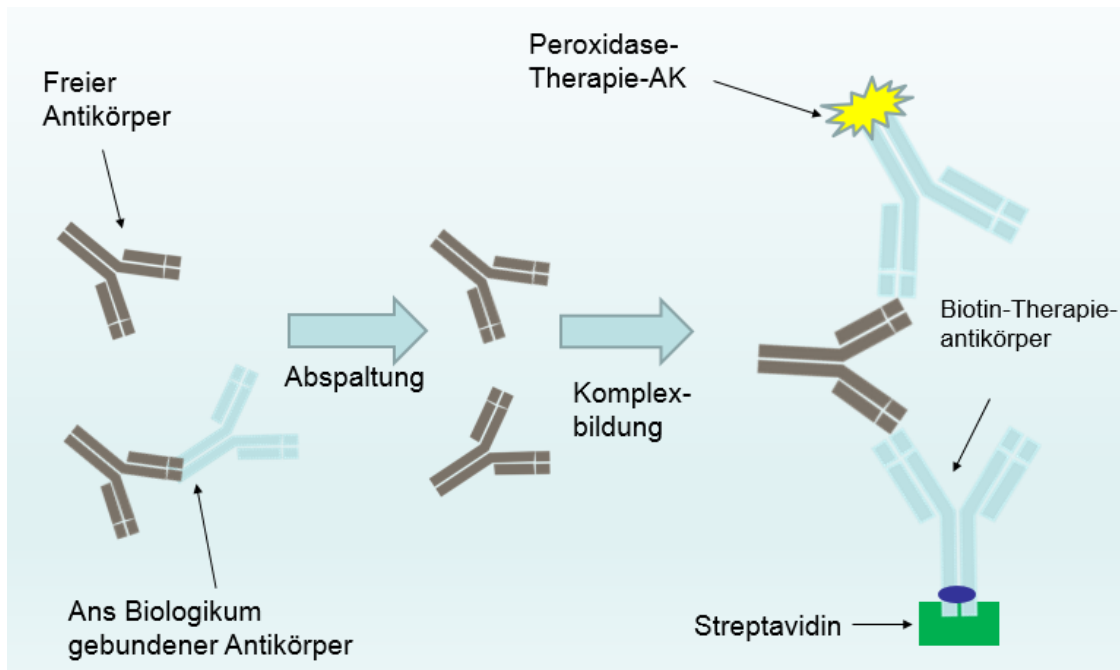 Freier
Antikörper
Ans Biologikum
gebundener Antikörper
Abspaltung
Komplex-
bildung
Peroxidase-
Therapie-AK
Biotin-Therapie-
antikörper
Streptavidin